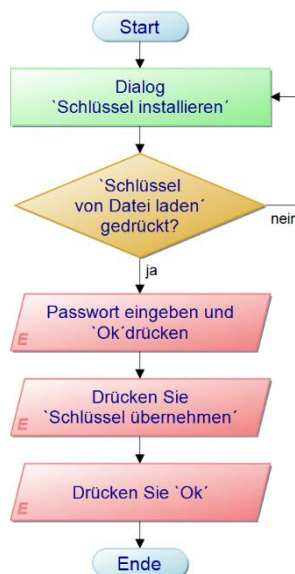 Start
Dialog
`Schlüssel installieren´
`Schlüssel
von Datei laden´
gedrückt?
nein
ja
Passwort eingeben und
`Ok´drücken
E
Drücken Sie
`Schlüssel übernehmen´
E
Drücken Sie `Ok´
E
Ende